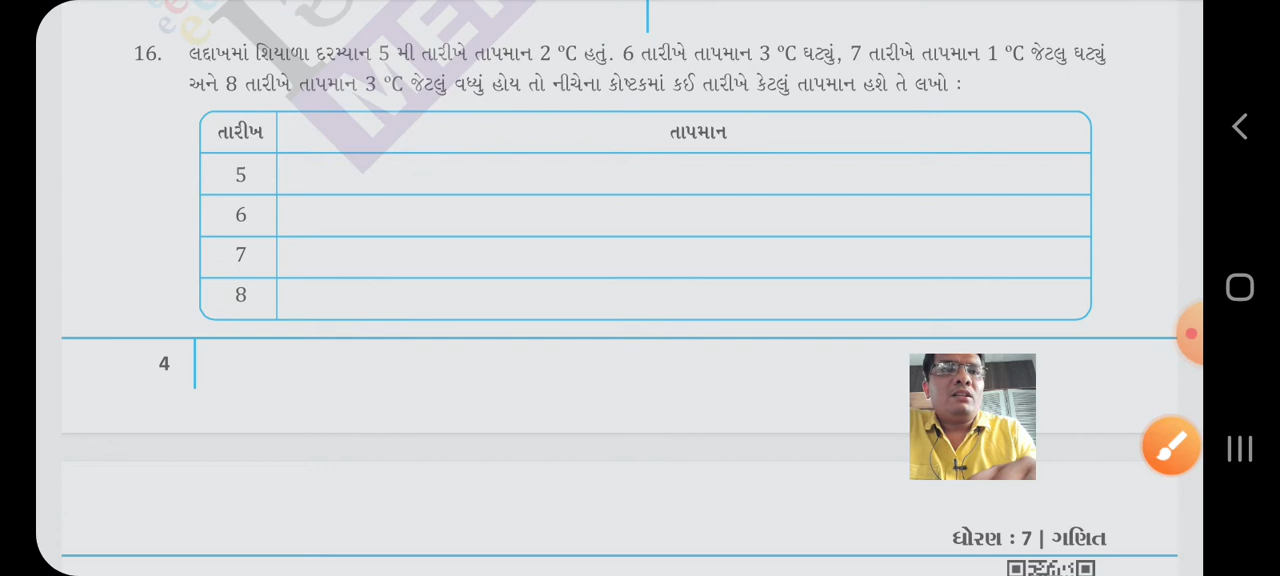 16. લદ્દાખમાં શિયાળા દરમ્યાન 5 મી તારીખે તાપમાન 2 °C હતું. 6 તારીખે તાપમાન 3 °C ઘટ્યું, 7 તારીખે તાપમાન 1 °C જેટલુ ઘટ્યું
અને 8 તારીખે તાપમાન 3 °C જેટલું વધ્યું હોય તો નીચેના કોષ્ટકમાં કઈ તારીખે કેટલું તાપમાન હશે તે લખો :
તારીખ તાપમાન
5
6
7
8
4
ધોરણ : 7 | ગણિત